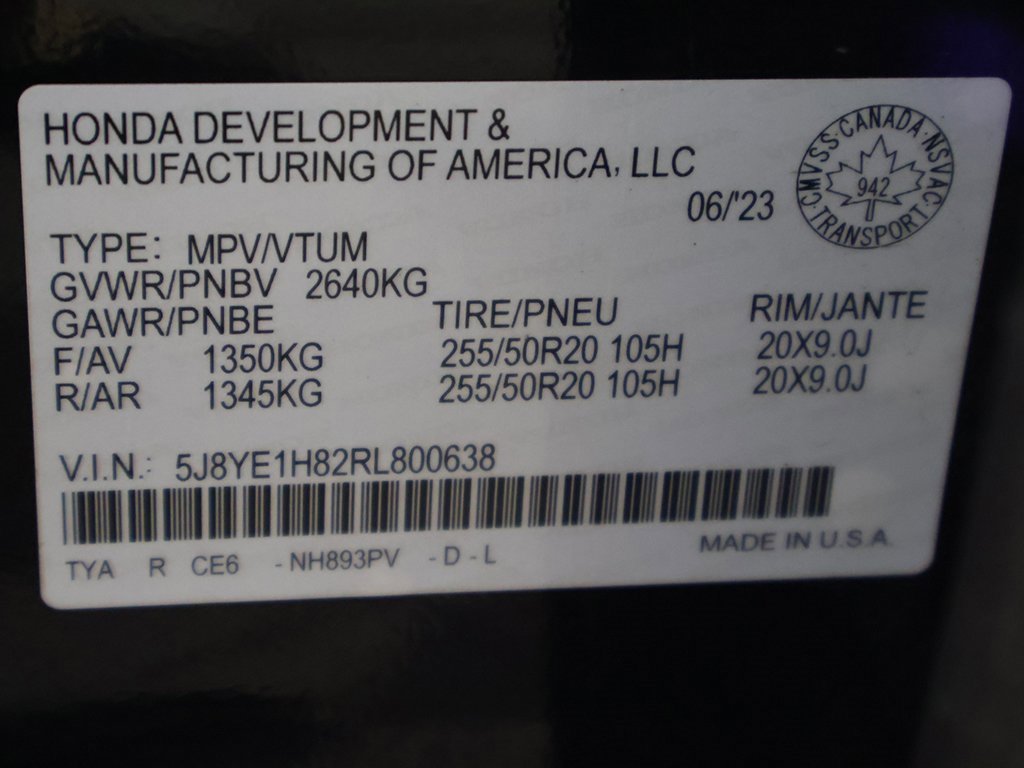 HONDA DEVELOPMENT &
MANUFACTURING OF AMERICA, LLC
06/'23
CMVSS·CANADA·NSVAC
942
TRANSPORT
TYPE: MPV/VTUM
GVWR/PNBV 2640KG
GAWR/PNBE TIRE/PNEU RIM/JANTE
F/AV 1350KG 255/50R20 105H 20X9.0J
R/AR 1345KG 255/50R20 105H 20X9.0J
V.I.N.: 5J8YE1H82RL800638
TYA R CE6 - NH893PV - D - L
MADE IN U.S.A.